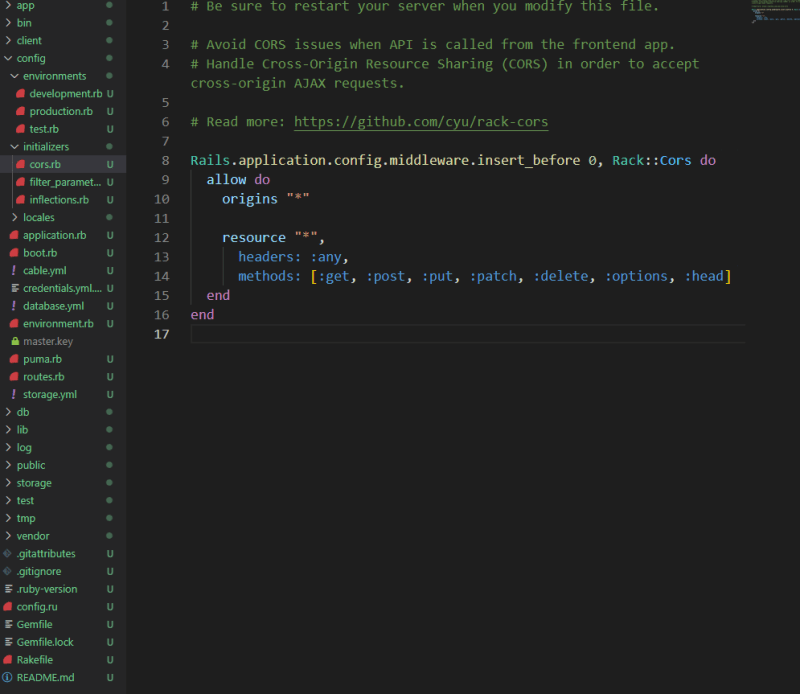 app
bin
client
config
environments
development.rb U
production.rb U
test.rb U
initializers
cors.rb U
filter_paramet... U
inflections.rb U
locales
application.rb U
boot.rb U
! cable.yml U
credentials.yml.... U
! database.yml U
environment.rb U
master.key
puma.rb U
routes.rb U
! storage.yml U
db
lib
log
public
storage
test
tmp
vendor
.gitattributes U
.gitignore U
.ruby-version U
config.ru U
Gemfile U
Gemfile.lock U
Rakefile U
README.md U
1 # Be sure to restart your server when you modify this file.
2
3 # Avoid CORS issues when API is called from the frontend app.
4 # Handle Cross-Origin Resource Sharing (CORS) in order to accept
cross-origin AJAX requests.
5
6 # Read more: https://github.com/cyu/rack-cors
7
8 Rails.application.config.middleware.insert_before 0, Rack::Cors do
9 allow do
10 origins "*"
11
12 resource "*",
13 headers: :any,
14 methods: [:get, :post, :put, :patch, :delete, :options, :head]
15 end
16 end
17